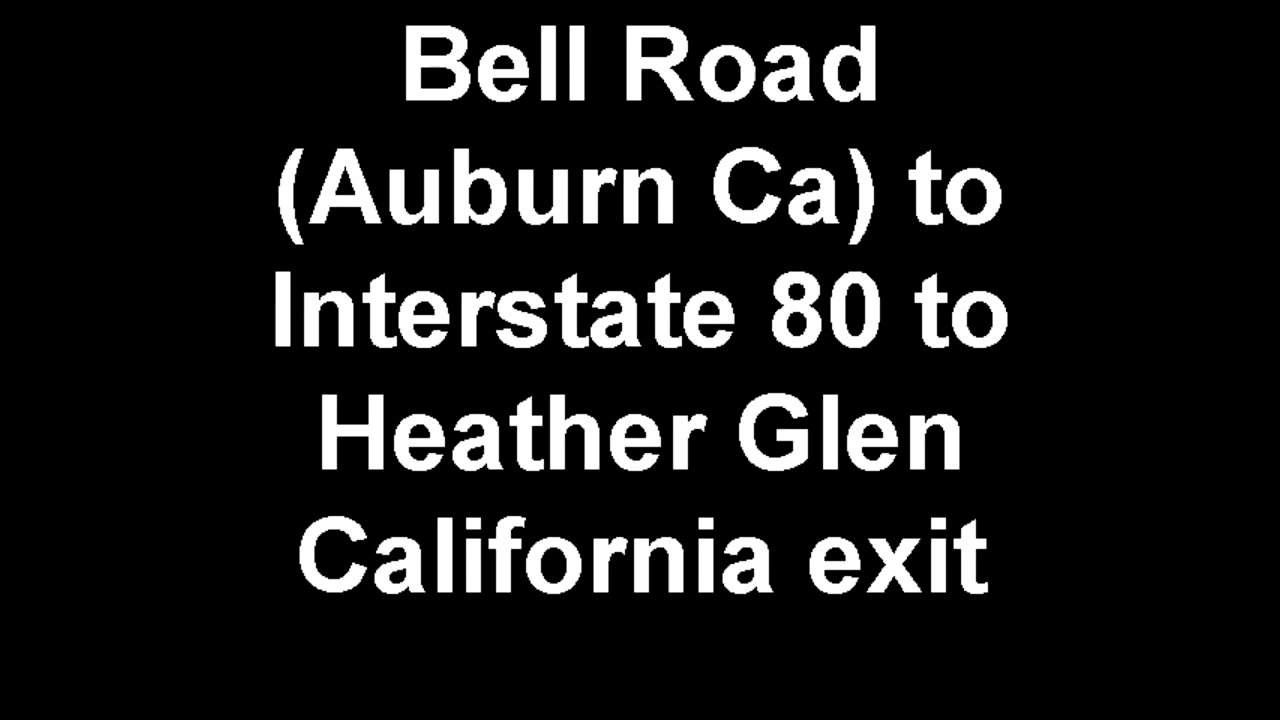 Bell Road
(Auburn Ca) to
Interstate 80 to
Heather Glen
California exit